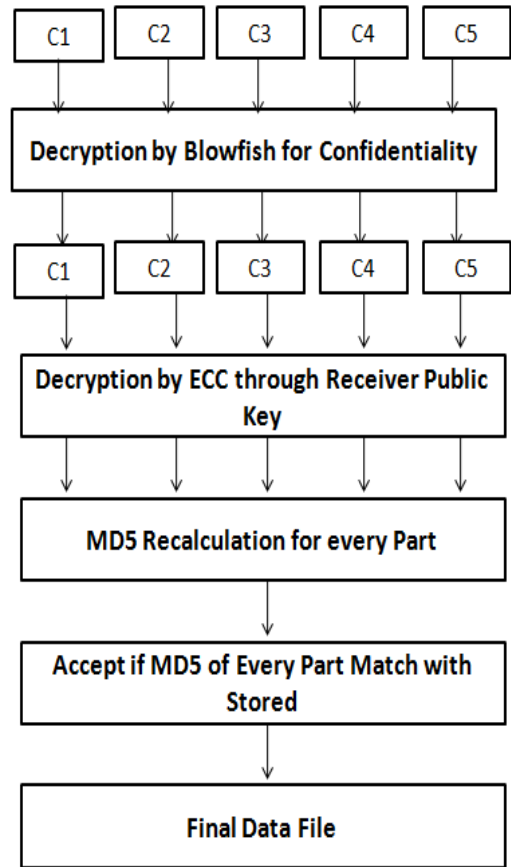 C1 C2 C3 C4 C5
Decryption by Blowfish for Confidentiality
C1 C2 C3 C4 C5
Decryption by ECC through Receiver Public
Key
MD5 Recalculation for every Part
Accept if MD5 of Every Part Match with
Stored
Final Data File